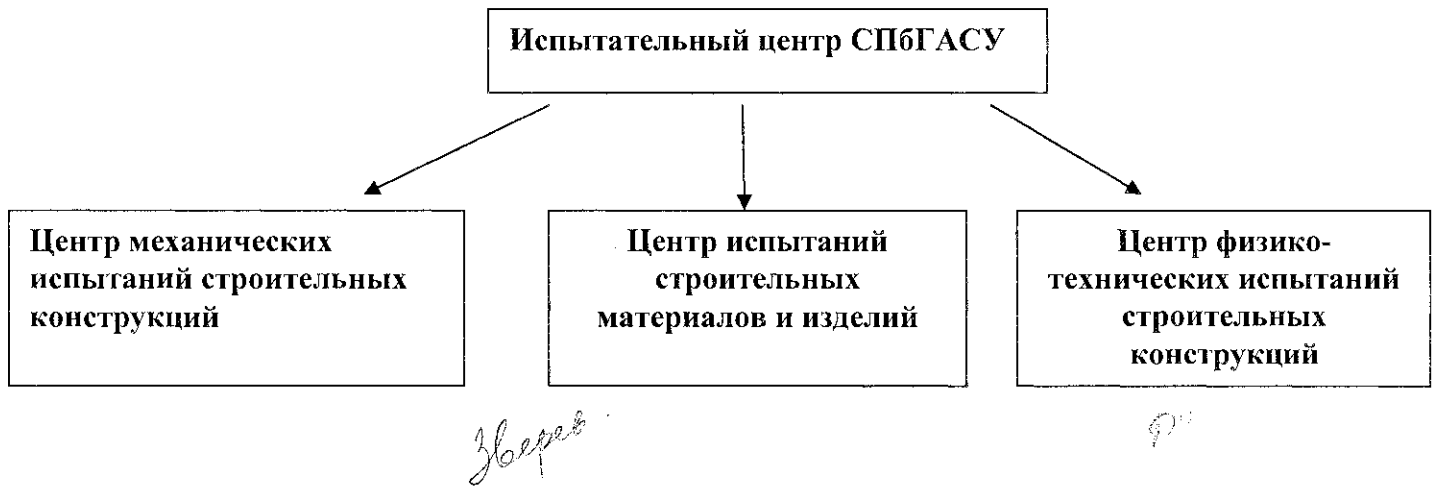 Испытательный центр СПбГАСУ
Центр механических
испытаний строительных
конструкций
Центр испытаний
строительных
материалов и изделий
Центр физико-
технических испытаний
строительных
конструкций
Зверев